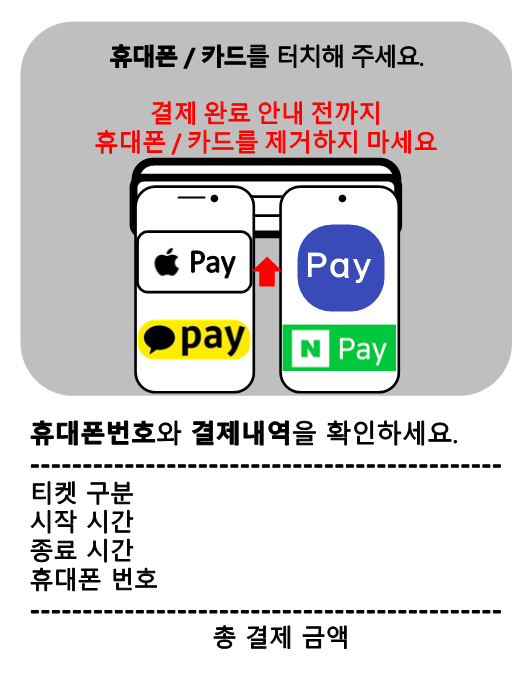 휴대폰 / 카드를 터치해 주세요.
결제 완료 안내 전까지
휴대폰 / 카드를 제거하지 마세요
Pay
pay
Pay
N Pay
휴대폰번호와 결제내역을 확인하세요.
--------------------------------------------
티켓 구분
시작 시간
종료 시간
휴대폰 번호
--------------------------------------------
총 결제 금액